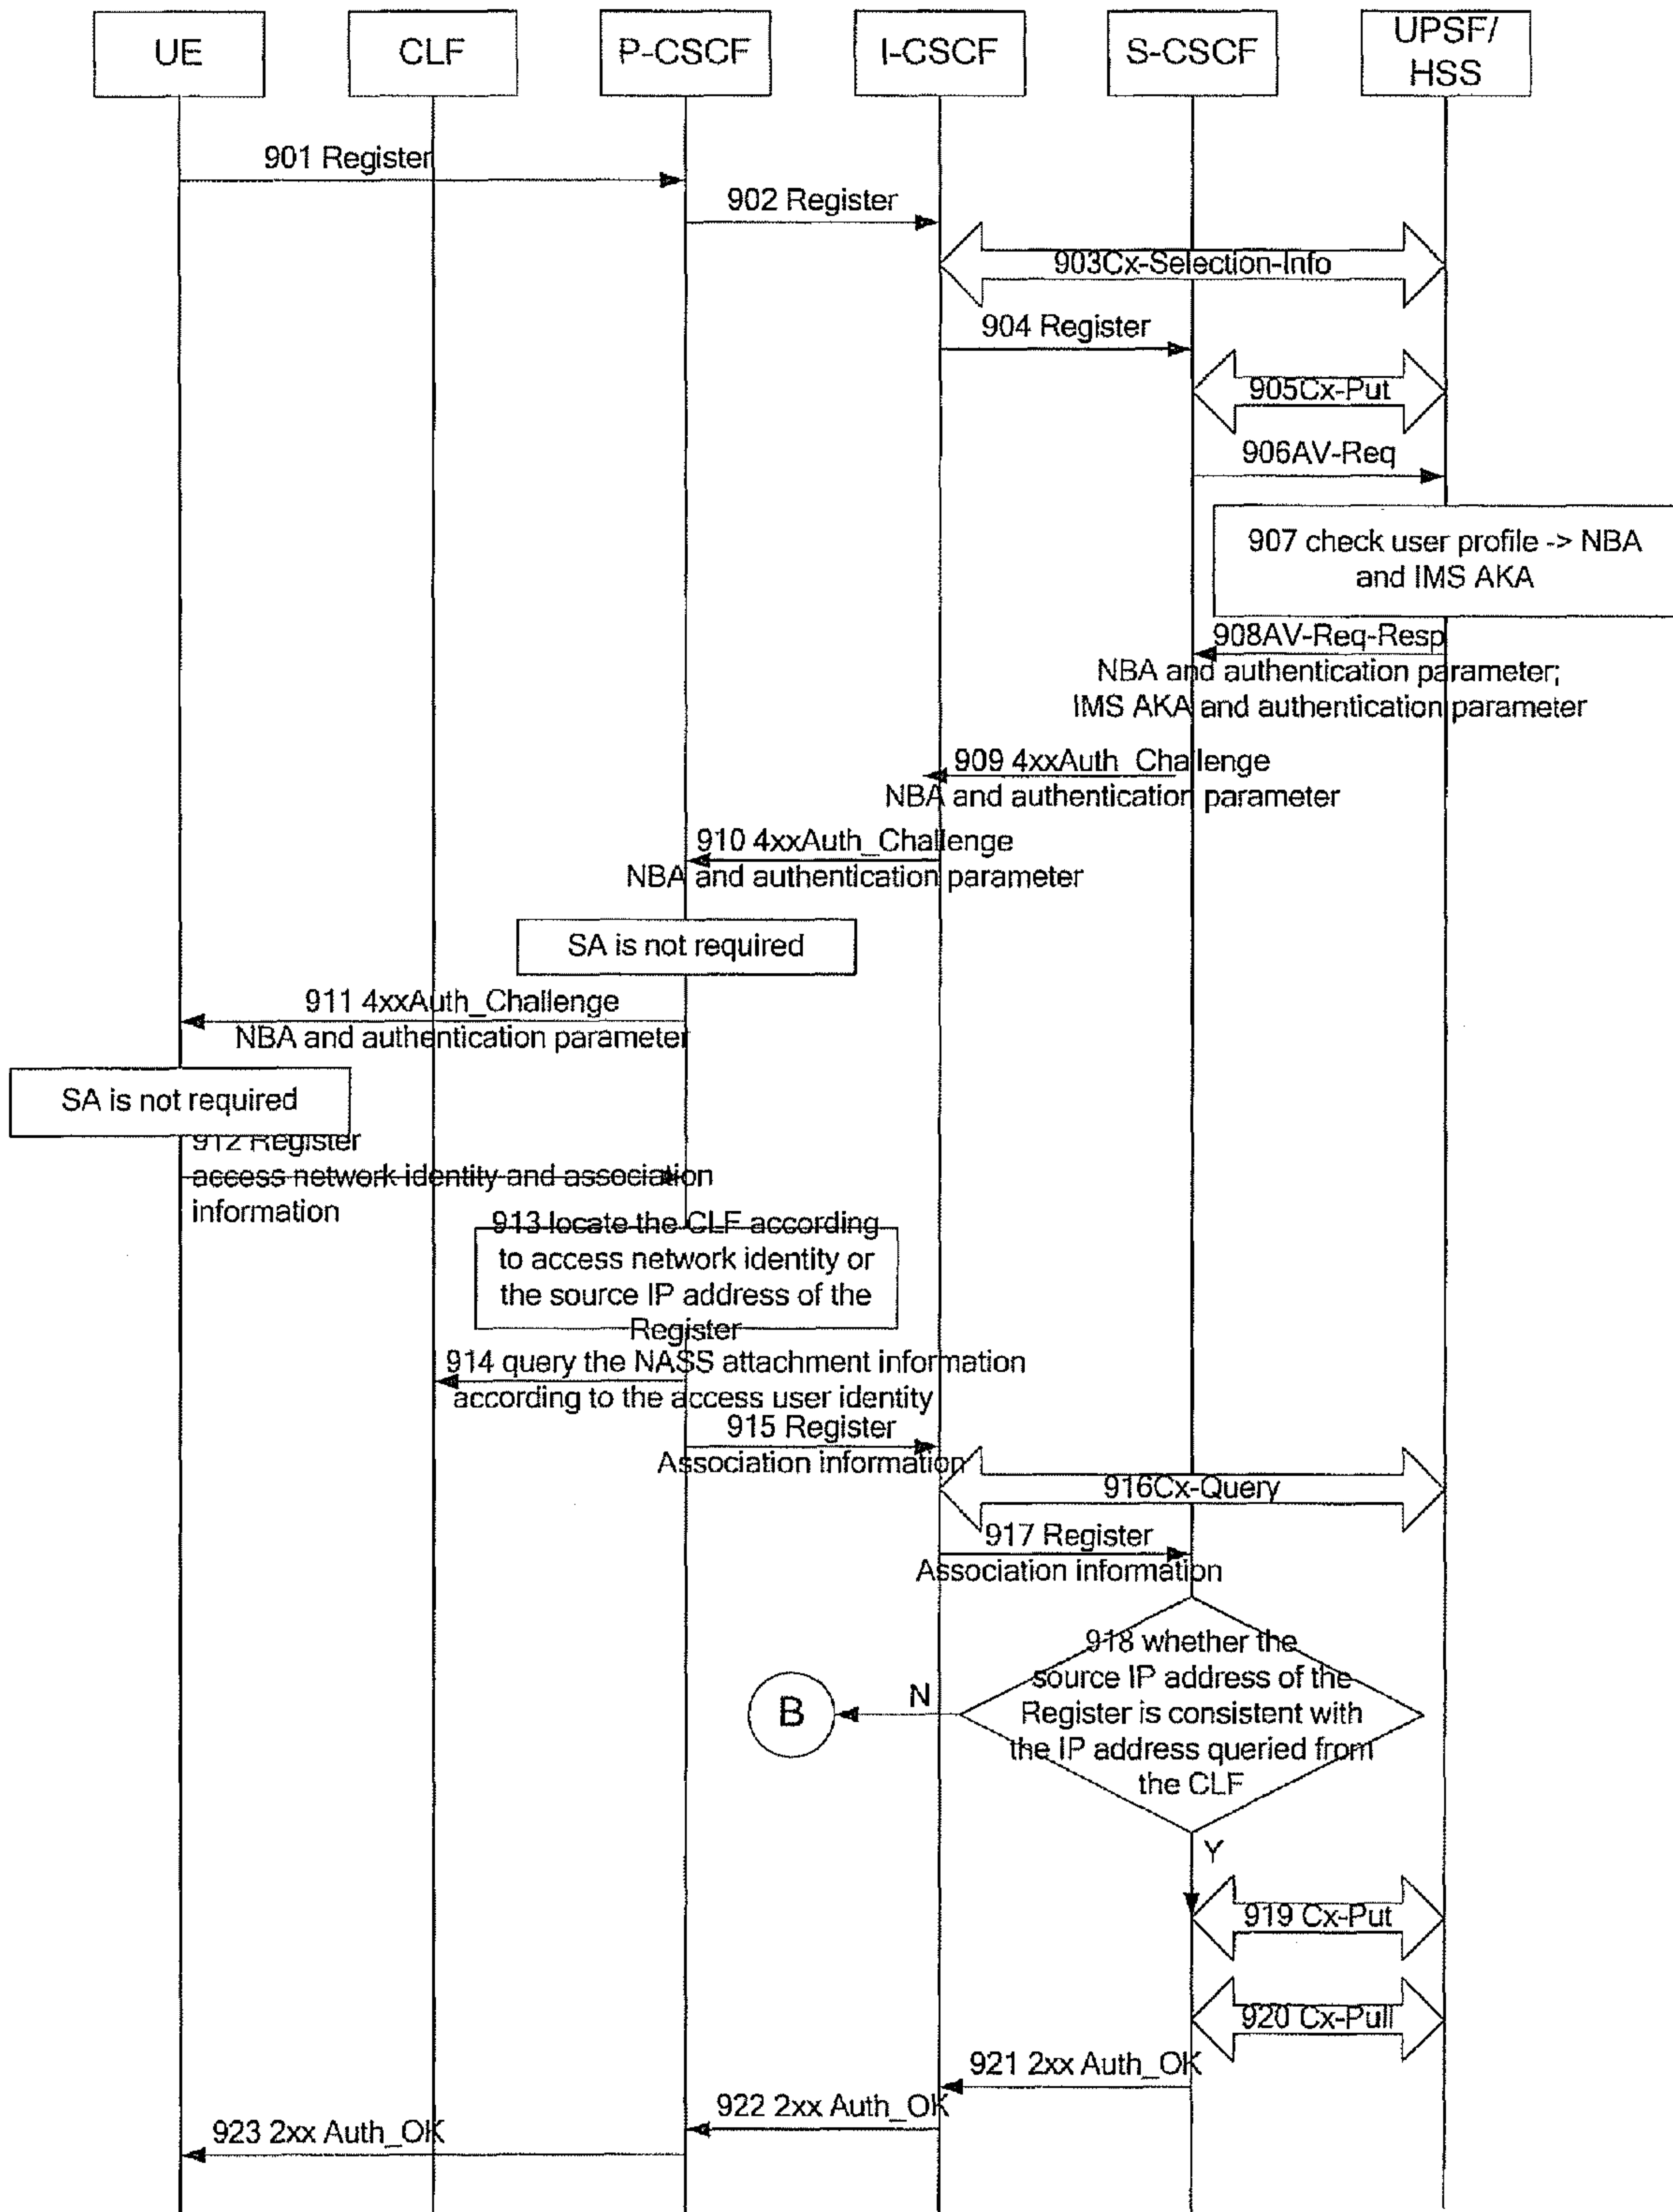 UE
CLF
P-CSCF
I-CSCF
S-CSCF
UPSF/
HSS
901 Register
902 Register
903Cx-Selection-Info
904 Register
905Cx-Put
906AV-Req
907 check user profile -> NBA
and IMS AKA
908AV-Req-Resp
NBA and authentication parameter;
IMS AKA and authentication parameter
909 4xxAuth_Challenge
NBA and authentication parameter
910 4xxAuth_Challenge
NBA and authentication parameter
SA is not required
911 4xxAuth_Challenge
NBA and authentication parameter
SA is not required
912 Register
access network identity and association
information
913 locate the CLF according
to access network identity or
the source IP address of the
Register
914 query the NASS attachment information
according to the access user identity
915 Register
Association information
916Cx-Query
917 Register
Association information
918 whether the
source IP address of the
Register is consistent with
the IP address queried from
the CLF
N
B
Y
919 Cx-Put
920 Cx-Pull
921 2xx Auth_OK
922 2xx Auth_OK
923 2xx Auth_OK